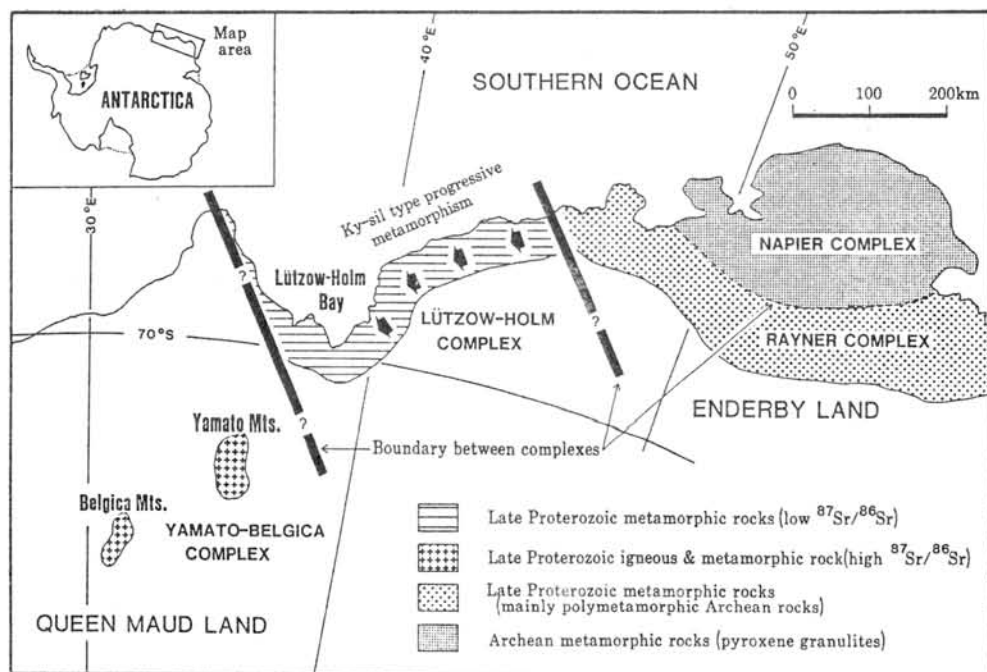 Map
area
ANTARCTICA
40°E
50°E
SOUTHERN OCEAN
0 100 200km
30°E
Ky-sil type progressive
metamorphism
NAPIER COMPLEX
?
Lützow-Holm
Bay
LÜTZOW-HOLM
COMPLEX
?
70°S
RAYNER COMPLEX
ENDERBY LAND
Yamato Mts.
?
Boundary between complexes
Belgica Mts.
YAMATO-BELGICA
COMPLEX
QUEEN MAUD LAND
Late Proterozoic metamorphic rocks (low ⁸⁷Sr/⁸⁶Sr)
Late Proterozoic igneous & metamorphic rock(high ⁸⁷Sr/⁸⁶Sr)
Late Proterozoic metamorphic rocks
(mainly polymetamorphic Archean rocks)
Archean metamorphic rocks (pyroxene granulites)